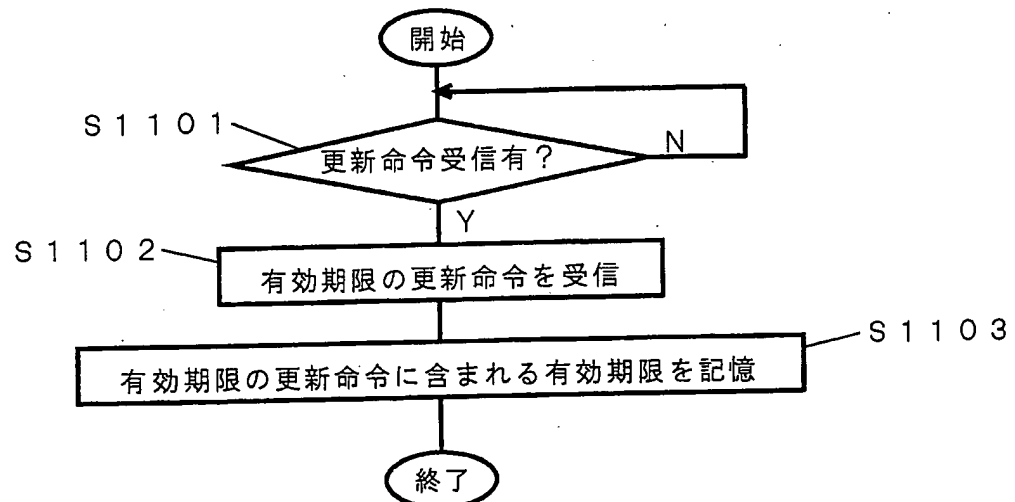 開始
S1101
更新命令受信有？
N
Y
S1102
有効期限の更新命令を受信
S1103
有効期限の更新命令に含まれる有効期限を記憶
終了